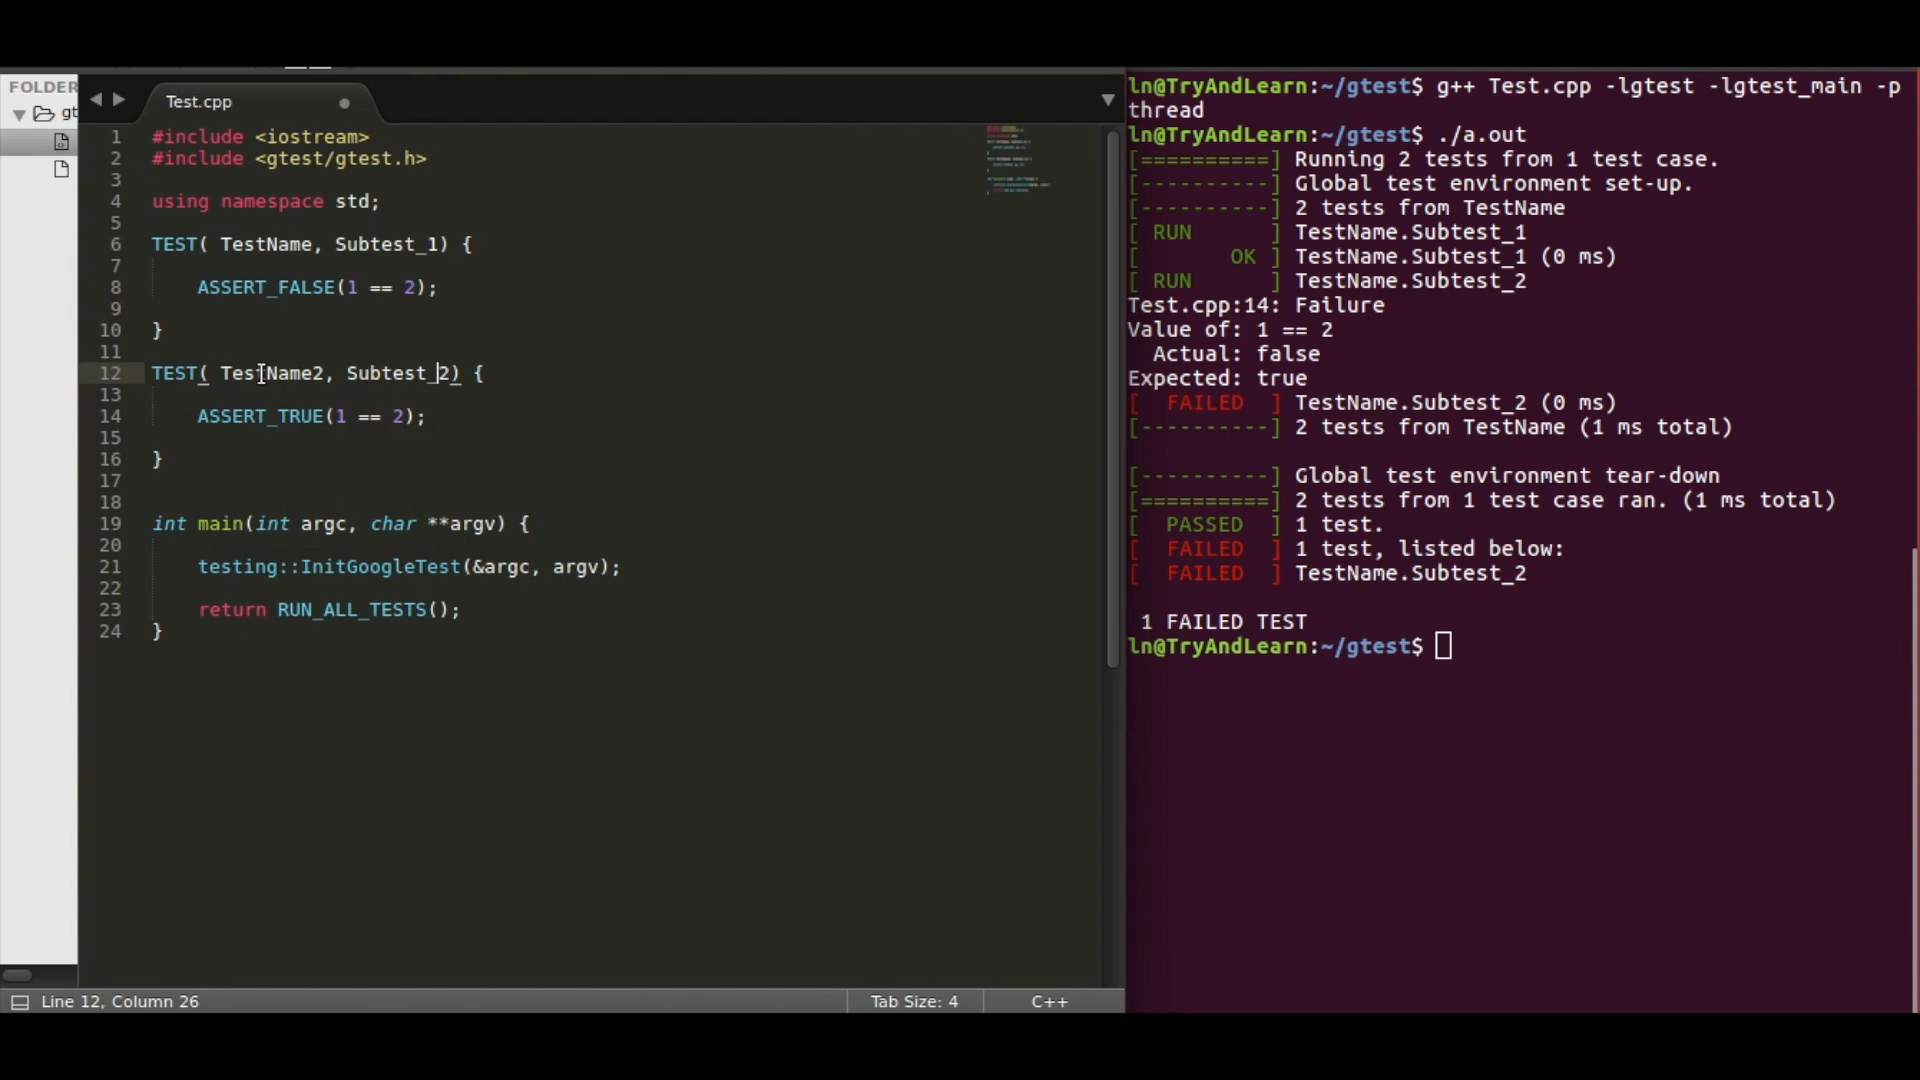 FOLDER
gt
Test.cpp
1 #include <iostream>
2 #include <gtest/gtest.h>
3
4 using namespace std;
5
6 TEST( TestName, Subtest_1) {
7
8 ASSERT_FALSE(1 == 2);
9
10 }
11
12 TEST( TestName2, Subtest_2) {
13
14 ASSERT_TRUE(1 == 2);
15
16 }
17
18
19 int main(int argc, char **argv) {
20
21 testing::InitGoogleTest(&argc, argv);
22
23 return RUN_ALL_TESTS();
24 }
Line 12, Column 26
Tab Size: 4
C++
ln@TryAndLearn:~/gtest$ g++ Test.cpp -lgtest -lgtest_main -p
thread
ln@TryAndLearn:~/gtest$ ./a.out
[==========] Running 2 tests from 1 test case.
[----------] Global test environment set-up.
[----------] 2 tests from TestName
[ RUN      ] TestName.Subtest_1
[       OK ] TestName.Subtest_1 (0 ms)
[ RUN      ] TestName.Subtest_2
Test.cpp:14: Failure
Value of: 1 == 2
  Actual: false
Expected: true
[  FAILED  ] TestName.Subtest_2 (0 ms)
[----------] 2 tests from TestName (1 ms total)
[----------] Global test environment tear-down
[==========] 2 tests from 1 test case ran. (1 ms total)
[  PASSED  ] 1 test.
[  FAILED  ] 1 test, listed below:
[  FAILED  ] TestName.Subtest_2
1 FAILED TEST
ln@TryAndLearn:~/gtest$